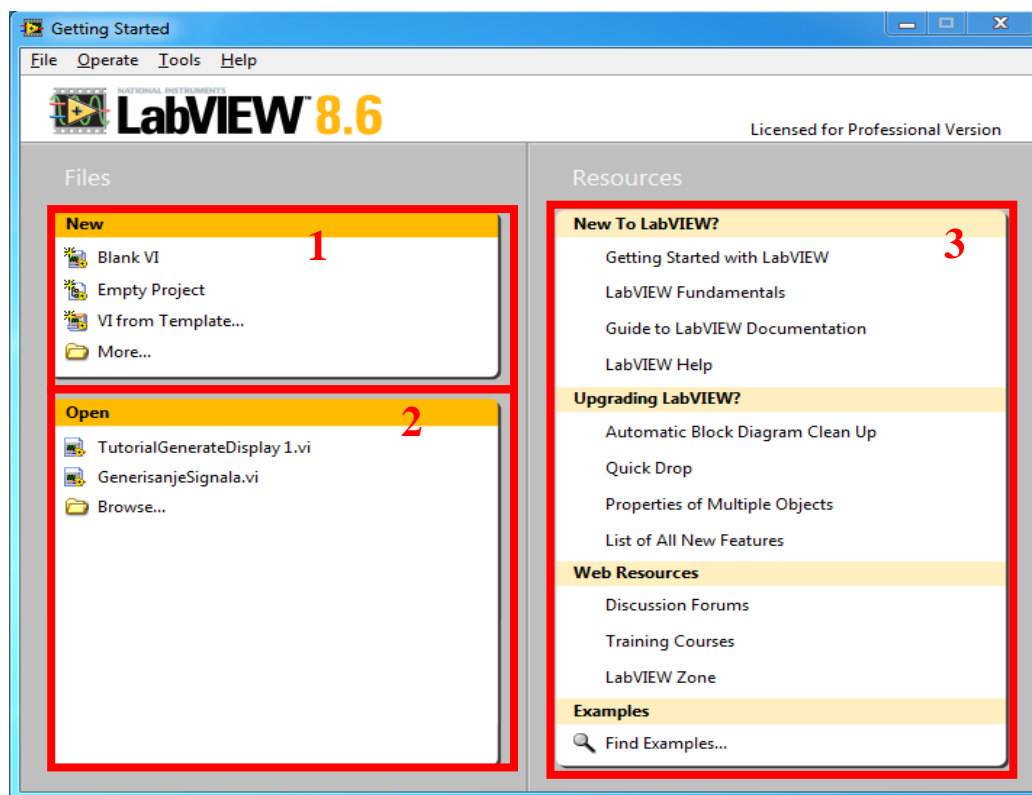 Getting Started
File Operate Tools Help
NATIONAL INSTRUMENTS
LabVIEW™ 8.6
Licensed for Professional Version
Files
New
1
Blank VI
Empty Project
VI from Template...
More...
Open
2
TutorialGenerateDisplay 1.vi
GenerisanjeSignala.vi
Browse...
Resources
New To LabVIEW?
3
Getting Started with LabVIEW
LabVIEW Fundamentals
Guide to LabVIEW Documentation
LabVIEW Help
Upgrading LabVIEW?
Automatic Block Diagram Clean Up
Quick Drop
Properties of Multiple Objects
List of All New Features
Web Resources
Discussion Forums
Training Courses
LabVIEW Zone
Examples
Find Examples...